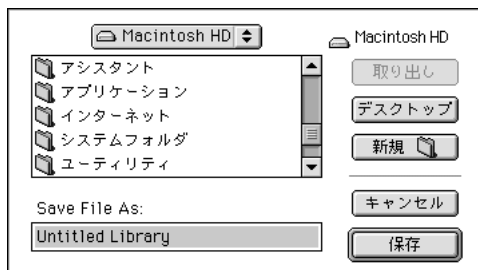 Macintosh HD
Macintosh HD
アシスタント
アプリケーション
インターネット
システムフォルダ
ユーティリティ
取り出し
デスクトップ
新規
Save File As:
Untitled Library
キャンセル
保存